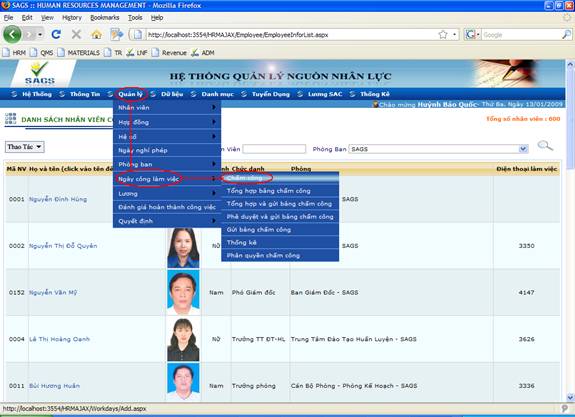 SAGS :: HUMAN RESOURCES MANAGEMENT - Mozilla Firefox
File Edit View History Bookmarks Tools Help
http://localhost:3554/HRMAJAX/Employee/EmployeeInforList.aspx
Google
HRM QMS MATERIALS TR LNF Revenue ADM
SAGS
HỆ THỐNG QUẢN LÝ NGUỒN NHÂN LỰC
Hệ Thống Thông Tin Quản lý Dữ liệu Danh mục Tuyển Dụng Lương SAC Thống Kê
Chào mừng Huỳnh Bảo Quốc- Thứ Ba, Ngày 13/01/2009
DANH SÁCH NHÂN VIÊN C
Tổng số nhân viên : 600
Nhân viên
Hợp đồng
Hệ số
Ngày nghỉ phép
Phòng ban
Ngày công làm việc
Lương
Đánh giá hoàn thành công việc
Quyết định
Chấm công
Tổng hợp bảng chấm công
Tổng hợp và gửi bảng chấm công
Phê duyệt và gửi bảng chấm công
Gửi bảng chấm công
Thống kê
Phân quyền chấm công
Thao Tác
Viên
Phòng Ban SAGS
Mã NV Họ và tên (click vào tên để
Chức danh Phòng Điện thoại làm việc
0001 Nguyễn Đình Hùng
SAGS
0002 Nguyễn Thị Đỗ Quyên Nữ
SAGS 3350
0152 Nguyễn Văn Mỹ Nam Phó Giám đốc Ban Giám Đốc - SAGS 4147
0004 Lê Thị Hoàng Oanh Nữ Trưởng TT ĐT-HL Trung Tâm Đào Tạo Huấn Luyện - SAGS 3626
0011 Bùi Hương Huân Nam Trưởng phòng Cán Bộ Phòng - Phòng Kế Hoạch - SAGS 3336
http://localhost:3554/HRMAJAX/Workdays/Add.aspx